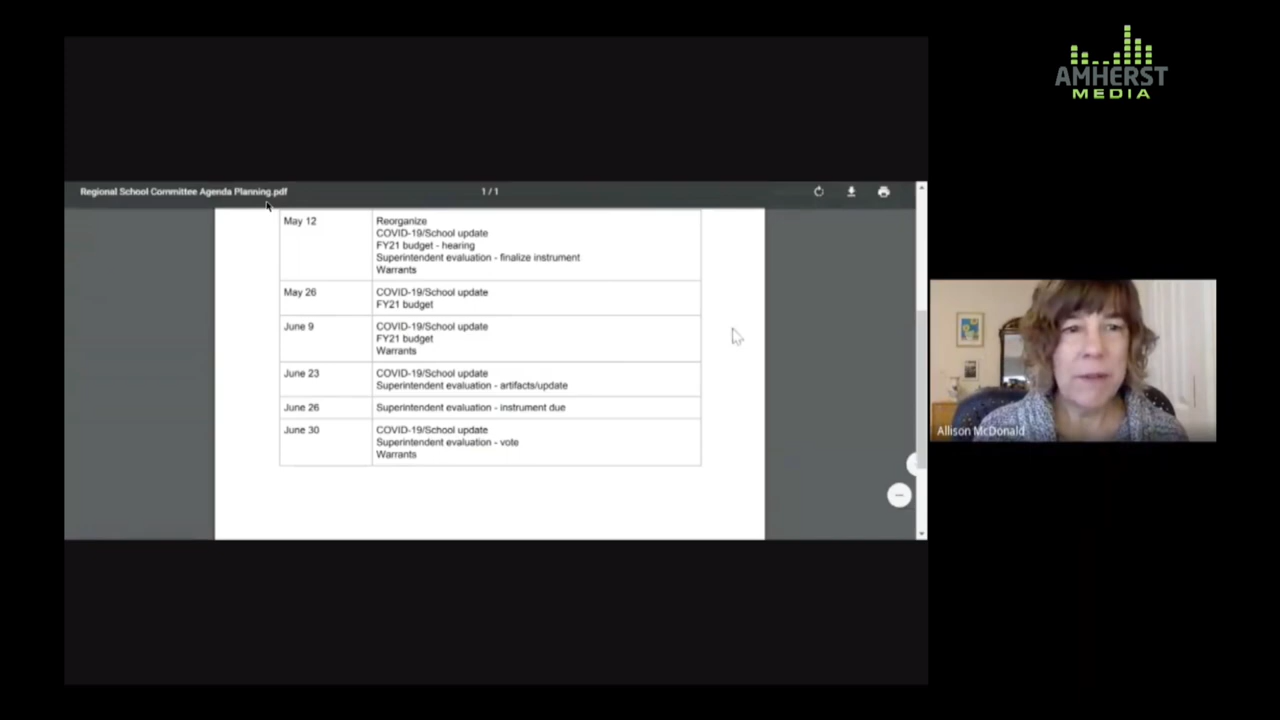 AMHERST
MEDIA
Regional School Committee Agenda Planning.pdf
1 / 1
May 12
Reorganize
COVID-19/School update
FY21 budget - hearing
Superintendent evaluation - finalize instrument
Warrants
May 26
COVID-19/School update
FY21 budget
June 9
COVID-19/School update
FY21 budget
Warrants
June 23
COVID-19/School update
Superintendent evaluation - artifacts/update
June 26
Superintendent evaluation - instrument due
June 30
COVID-19/School update
Superintendent evaluation - vote
Warrants
Allison McDonald